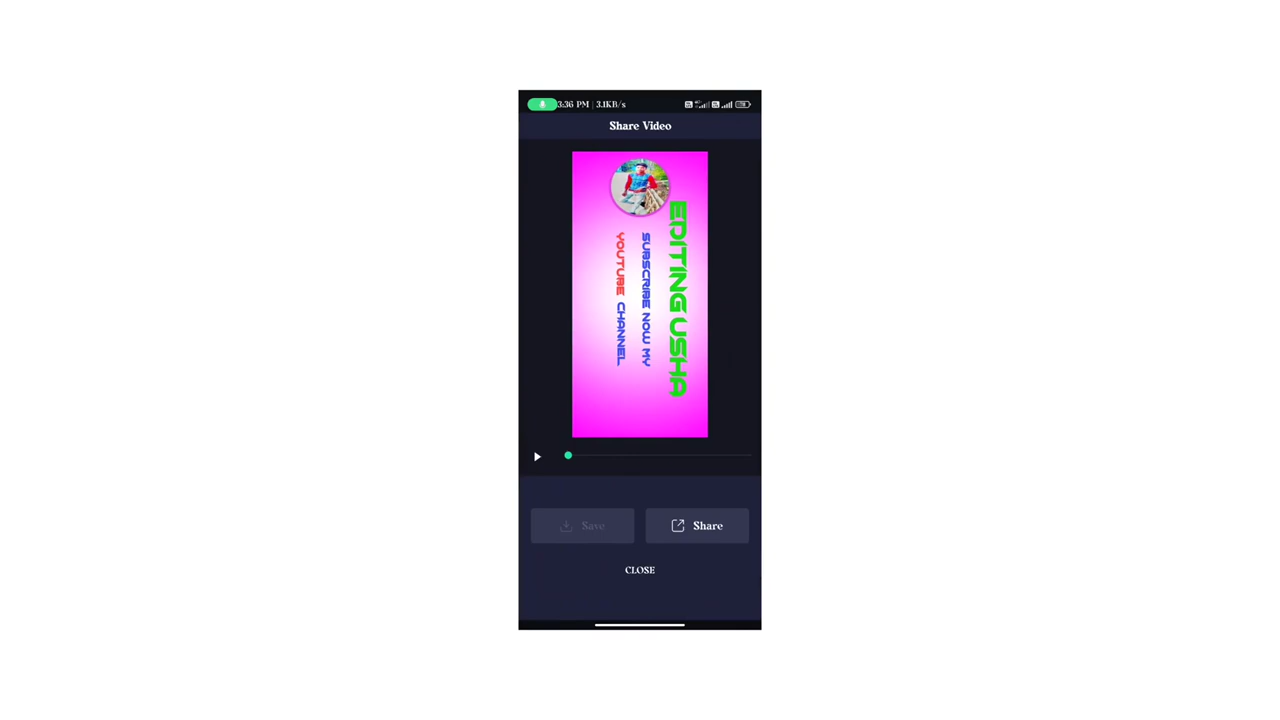 3:36 PM | 3.1KB/s
Share Video
EDITING USHA
SUBSCRIBE NOW MY
YOUTUBE CHANNEL
Save
Share
CLOSE